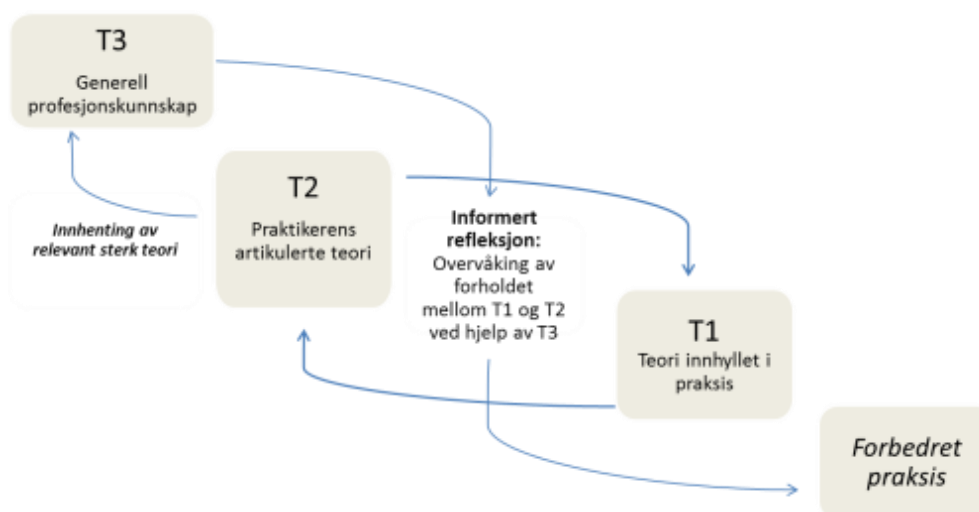 T3
Generell
profesjonskunnskap
T2
Praktikerens
artikulerte teori
Innhenting av
relevant sterk teori
Informert
refleksjon:
Overvåking av
forholdet
mellom T1 og T2
ved hjelp av T3
T1
Teori innhyllet i
praksis
Forbedret
praksis